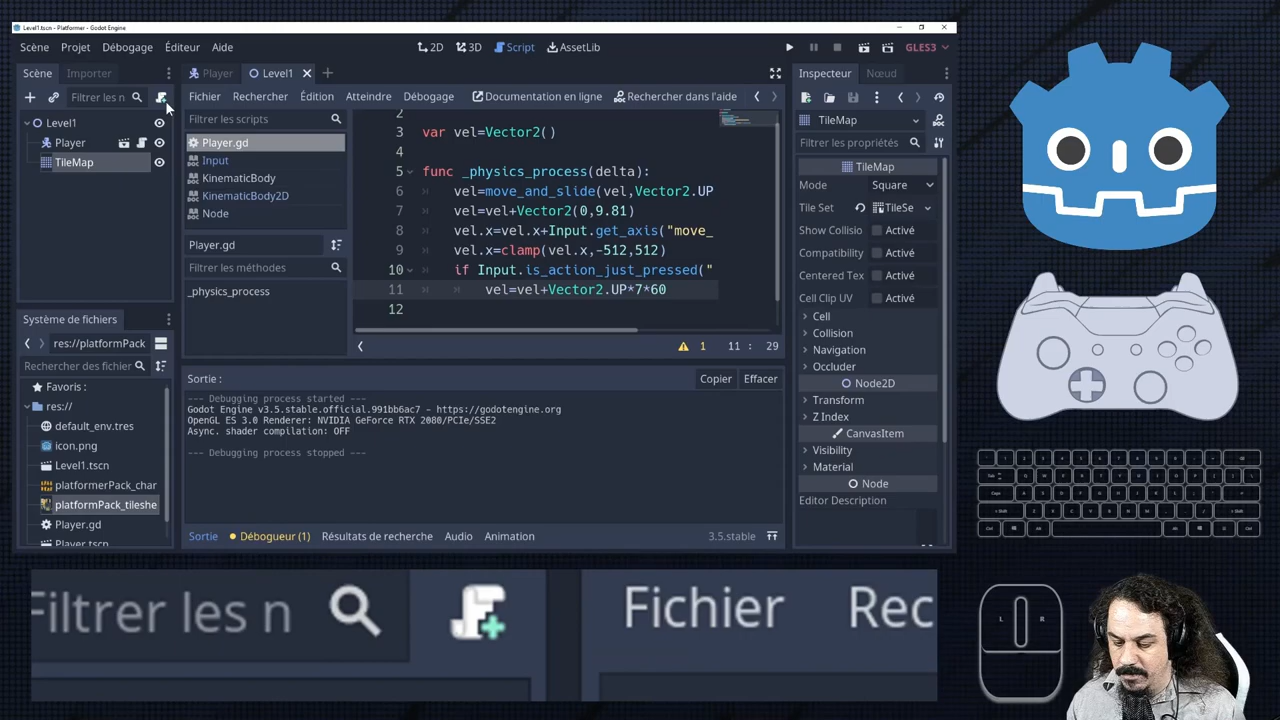 Level1.tscn - Platformer - Godot Engine
Scène Projet Débogage Éditeur Aide
2D 3D Script AssetLib
GLES3
Scène Importer
Player Level1
Inspecteur Nœud
Filtrer les n
Fichier Rechercher Édition Atteindre Débogage Documentation en ligne Rechercher dans l'aide
Level1
Player
TileMap
Filtrer les scripts
Player.gd
Input
KinematicBody
KinematicBody2D
Node
Player.gd
Filtrer les méthodes
_physics_process
2
3 var vel=Vector2()
4
5 func _physics_process(delta):
6 vel=move_and_slide(vel,Vector2.UP
7 vel=vel+Vector2(0,9.81)
8 vel.x=vel.x+Input.get_axis("move_
9 vel.x=clamp(vel.x,-512,512)
10 if Input.is_action_just_pressed("
11 vel=vel+Vector2.UP*7*60
12
1 11 : 29
TileMap
Filtrer les propriétés
TileMap
Mode Square
Tile Set TileSe
Show Collisio Activé
Compatibility Activé
Centered Tex Activé
Cell Clip UV Activé
Cell
Collision
Navigation
Occluder
Node2D
Transform
Z Index
CanvasItem
Visibility
Material
Node
Editor Description
Système de fichiers
res://platformPack
Rechercher des fichier
Favoris :
res://
default_env.tres
icon.png
Level1.tscn
platformerPack_char
platformPack_tileshe
Player.gd
Player.tscn
Sortie : Copier Effacer
--- Debugging process started ---
Godot Engine v3.5.stable.official.991bb6ac7 - https://godotengine.org
OpenGL ES 3.0 Renderer: NVIDIA GeForce RTX 2080/PCIe/SSE2
Async. shader compilation: OFF
--- Debugging process stopped ---
Sortie Débogueur (1) Résultats de recherche Audio Animation 3.5.stable
Filtrer les n Fichier Rec
L R